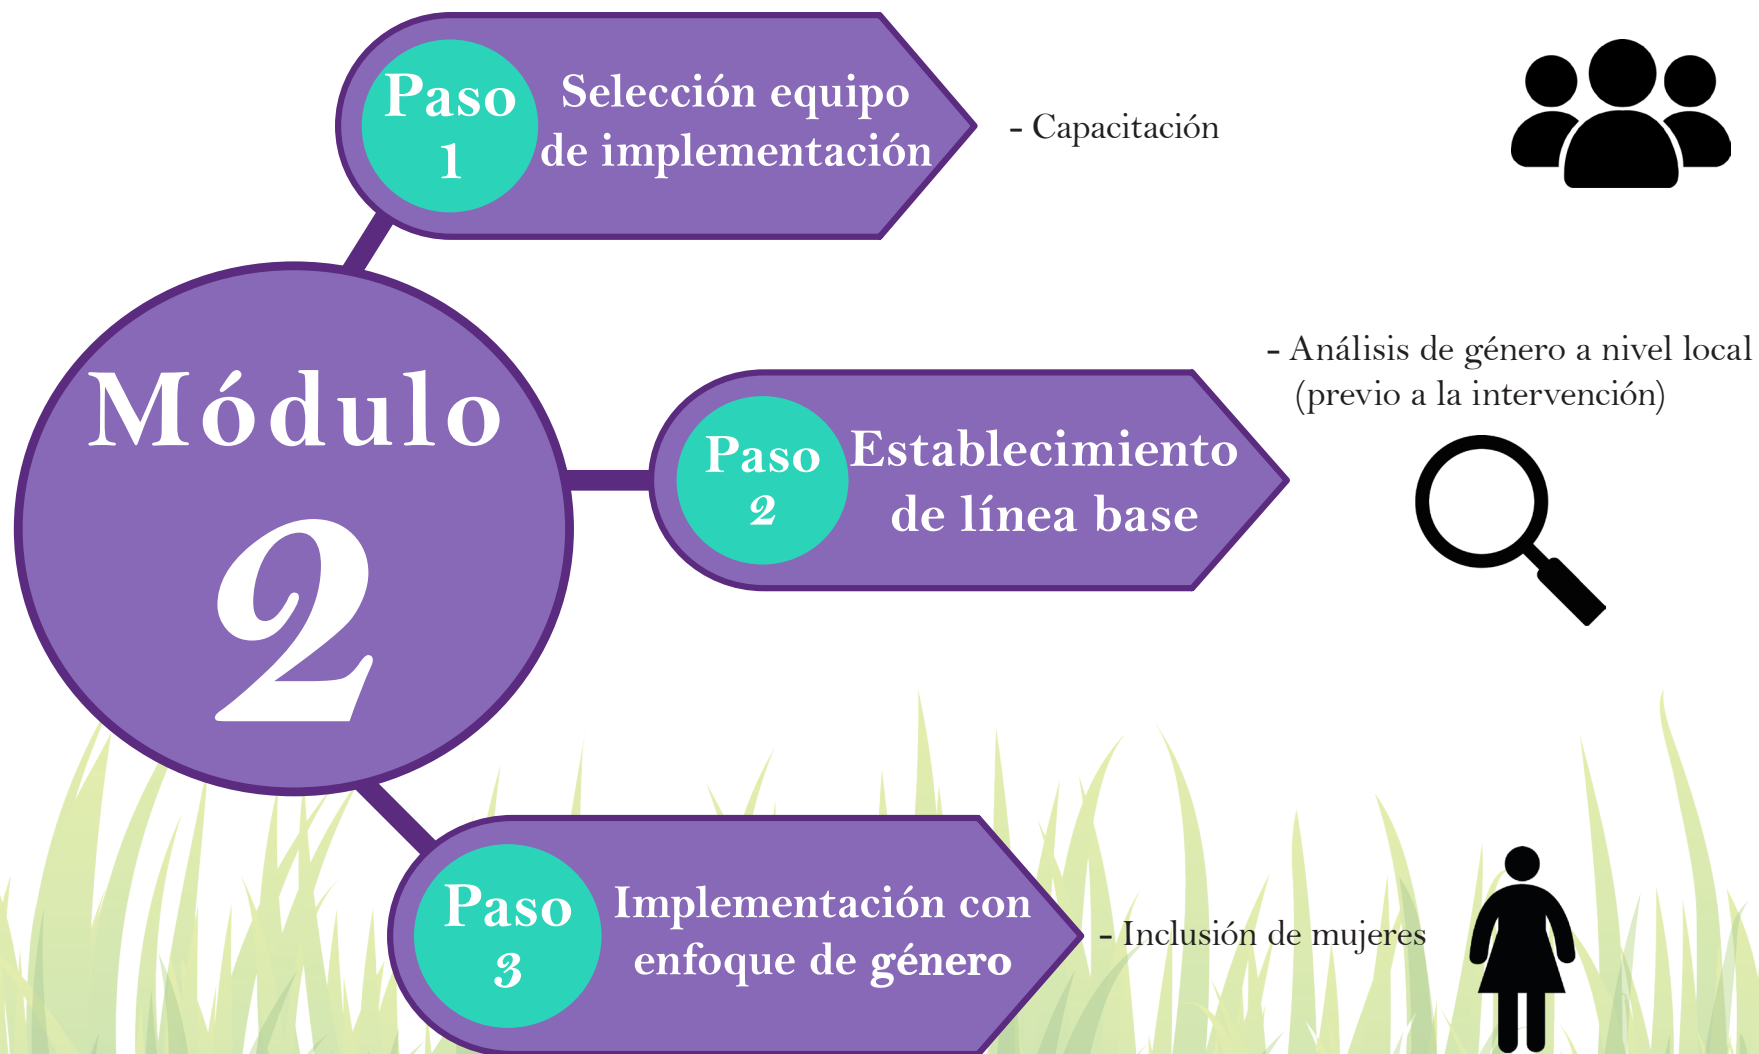 Módulo
2
Paso
1
Selección equipo
de implementación
- Capacitación
Paso
2
Establecimiento
de línea base
- Análisis de género a nivel local
(previo a la intervención)
Paso
3
Implementación con
enfoque de género
- Inclusión de mujeres